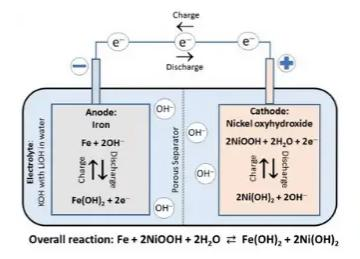 Charge
e⁻
e⁻
e⁻
Discharge
−
+
Electrolyte:
KOH with LiOH in water
Anode:
Iron
Fe + 2OH⁻
Charge
Discharge
Fe(OH)₂ + 2e⁻
OH⁻
OH⁻
Porous Separator
OH⁻
OH⁻
Cathode:
Nickel oxyhydroxide
2NiOOH + 2H₂O + 2e⁻
Charge
Discharge
2Ni(OH)₂ + 2OH⁻
Overall reaction: Fe + 2NiOOH + 2H₂O ⇄ Fe(OH)₂ + 2Ni(OH)₂